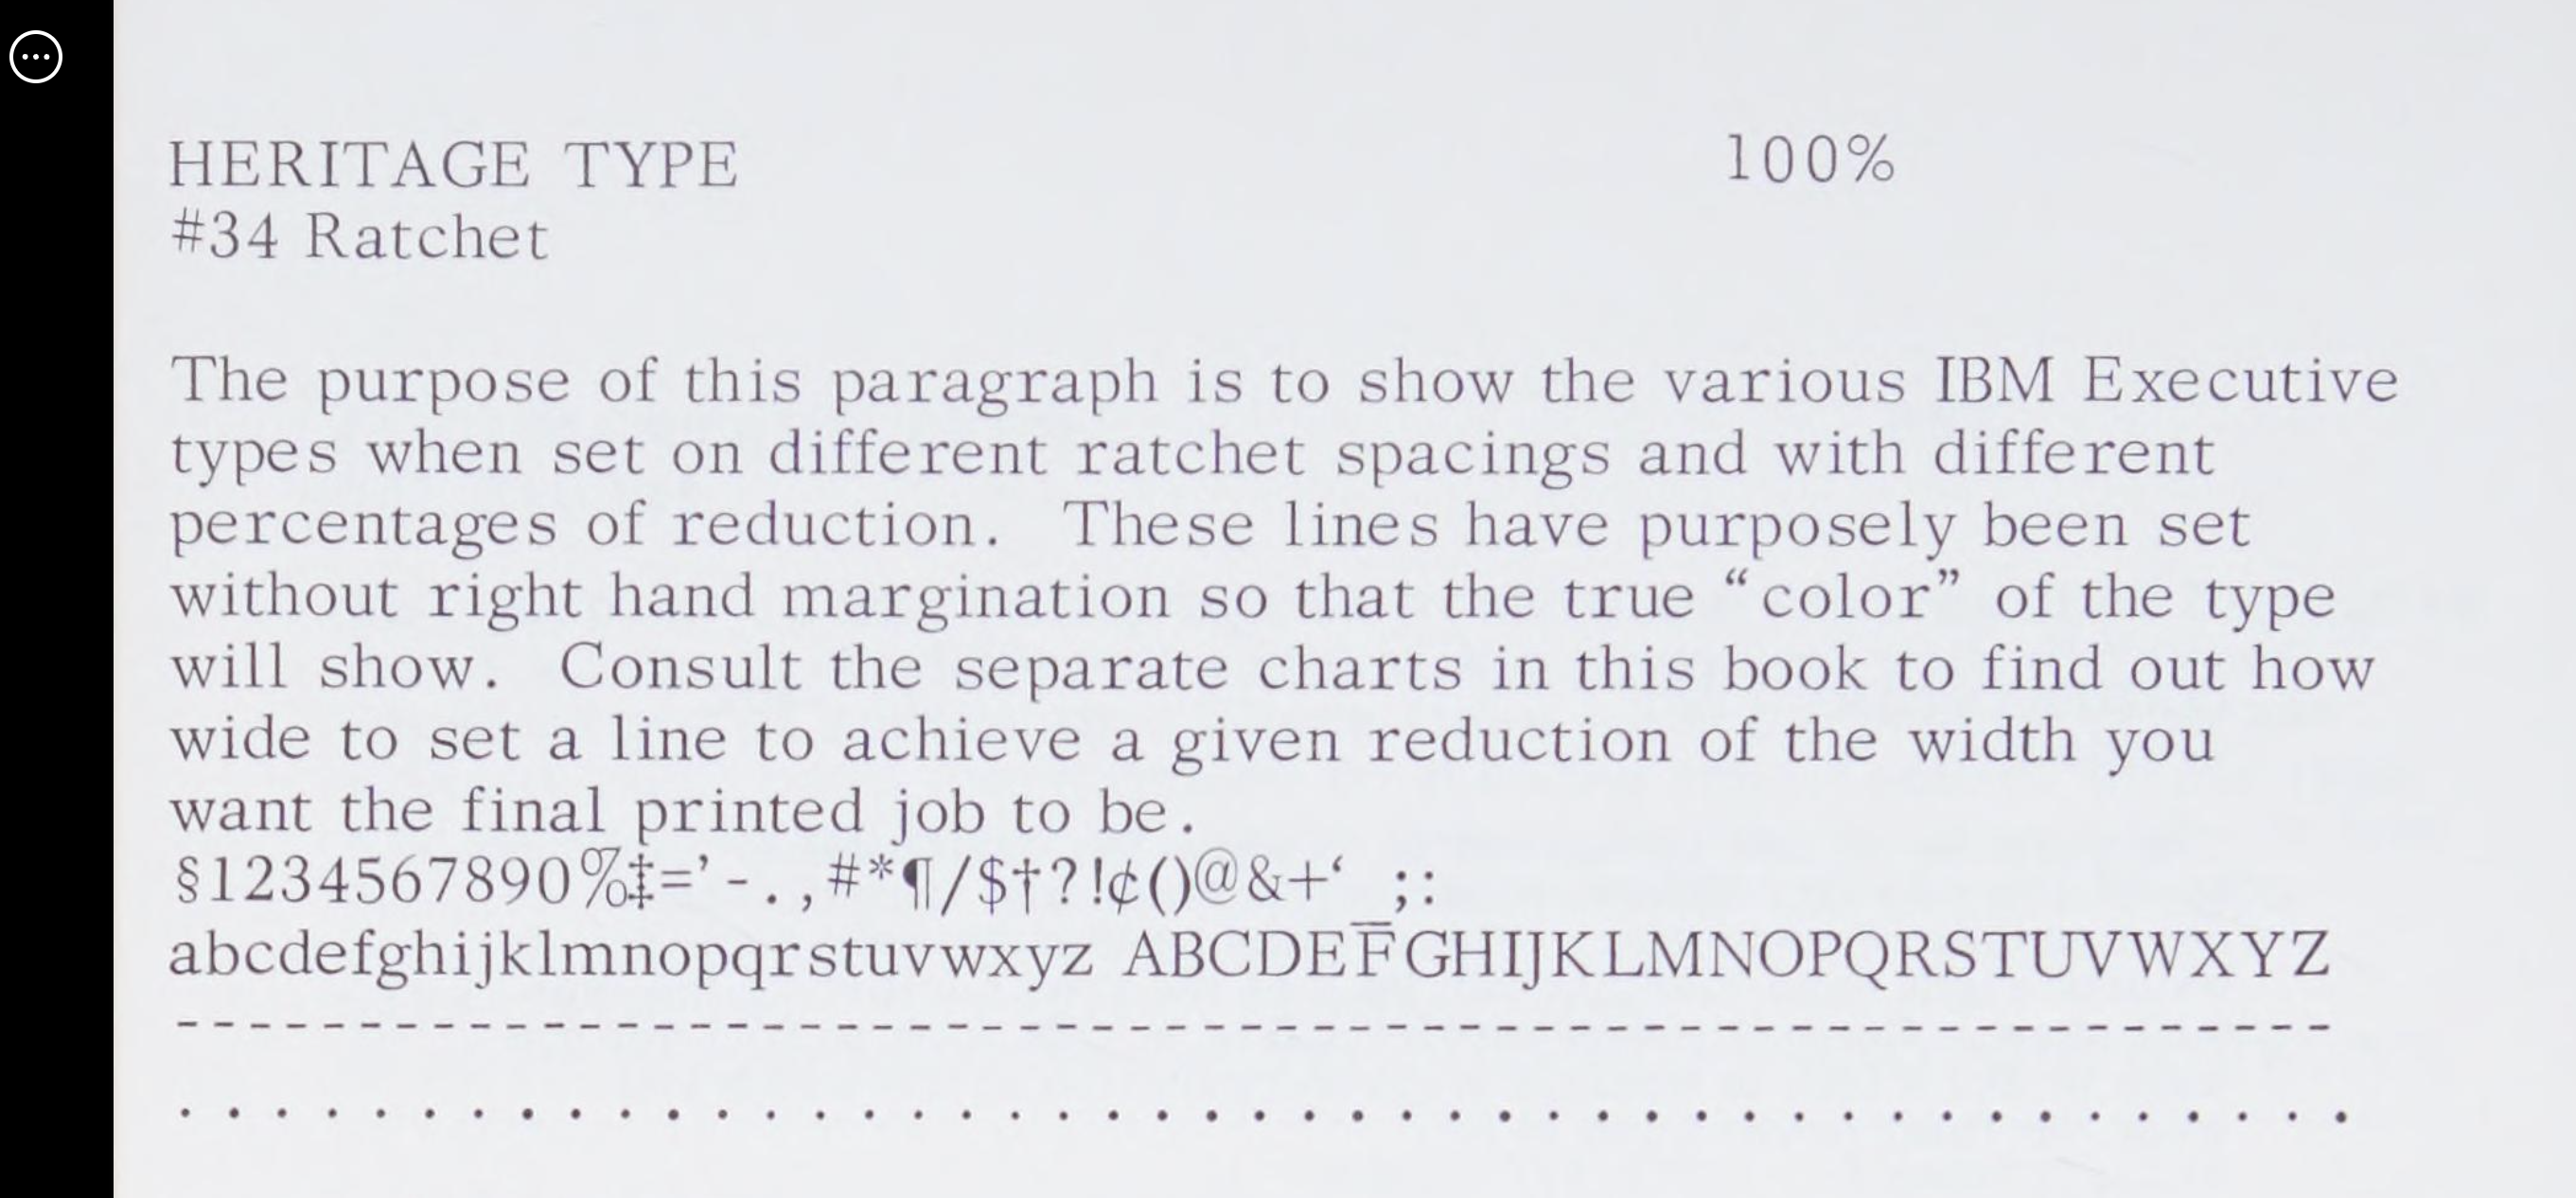 HERITAGE TYPE 100%
#34 Ratchet
The purpose of this paragraph is to show the various IBM Executive
types when set on different ratchet spacings and with different
percentages of reduction.  These lines have purposely been set
without right hand margination so that the true “color” of the type
will show.  Consult the separate charts in this book to find out how
wide to set a line to achieve a given reduction of the width you
want the final printed job to be.
§1234567890%‡=’-.,#*¶/$†?!¢()@&+‘_;:
abcdefghijklmnopqrstuvwxyz ABCDEFGHIJKLMNOPQRSTUVWXYZ
- - - - - - - - - - - - - - - - - - - - - - - - - - - - - - - - - - - - - - - - - - - - - - - - - - - - - - - - - - - -
. . . . . . . . . . . . . . . . . . . . . . . . . . . . . . . . . . . . . . . . . . . . .